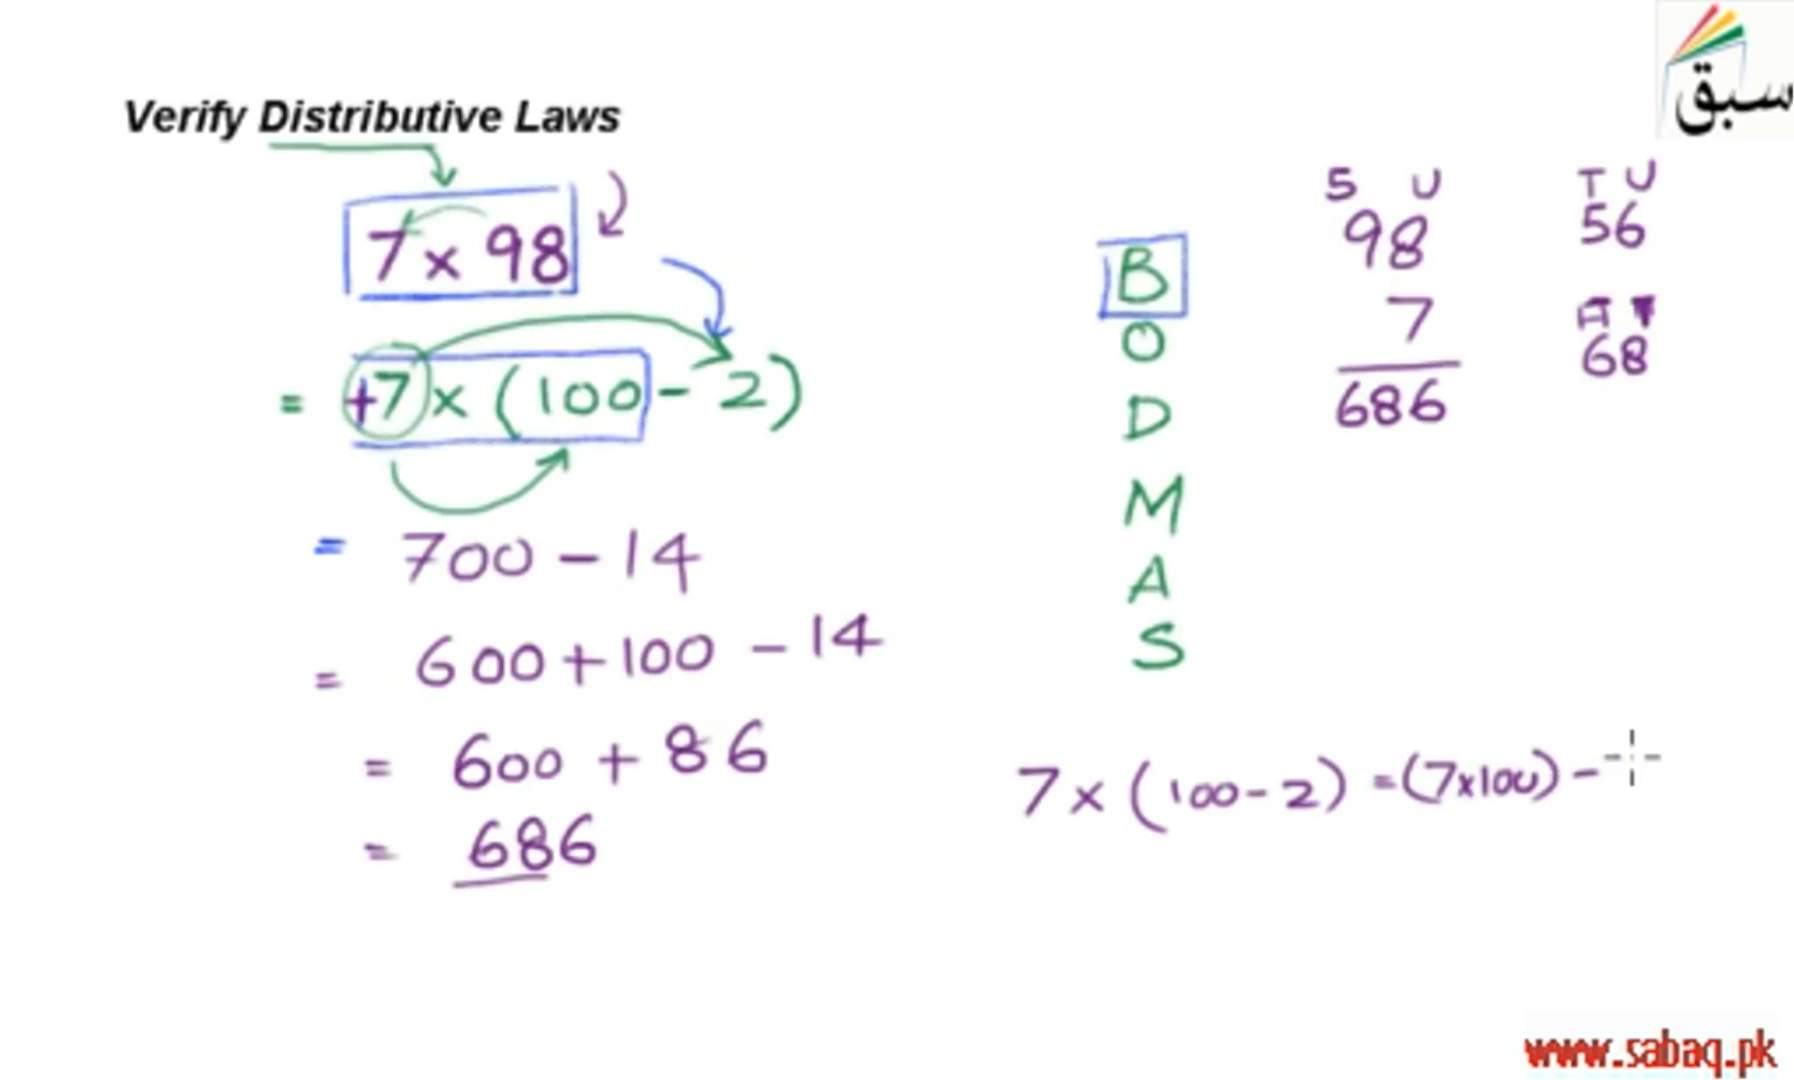 سبق
Verify Distributive Laws
7 × 98
= +7 × (100 - 2)
= 700 - 14
= 600 + 100 - 14
= 600 + 86
= 686
B
O
D
M
A
S
5 U
98
7
686
T U
56
68
7 × (100 - 2) = (7×100) -
www.sabaq.pk